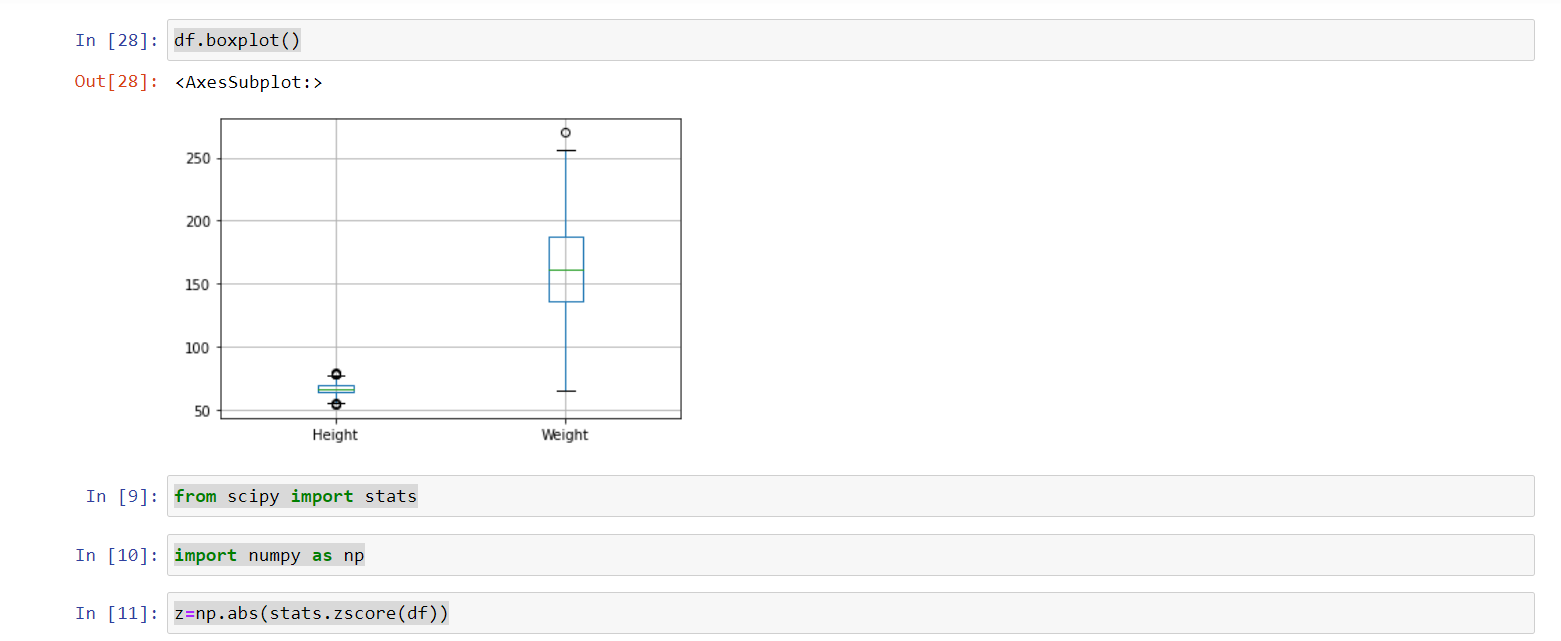 In [28]: df.boxplot()
Out[28]: <AxesSubplot:>
250
200
150
100
50
Height Weight
In [9]: from scipy import stats
In [10]: import numpy as np
In [11]: z=np.abs(stats.zscore(df))